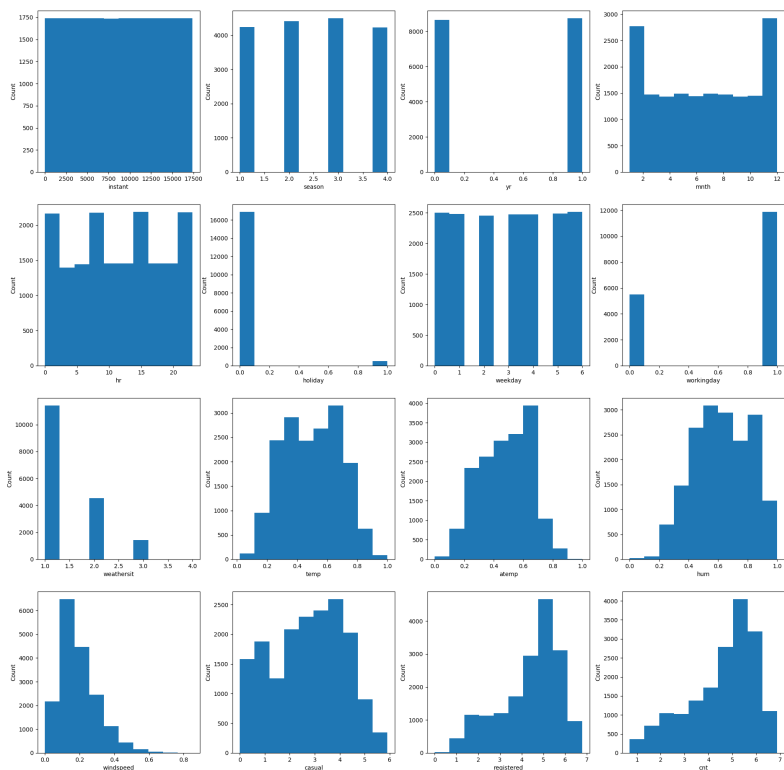 1750
1500
1250
1000
750
500
250
0
Count
0 2500 5000 7500 10000 12500 15000 17500
instant
4000
3000
2000
1000
0
Count
1.0 1.5 2.0 2.5 3.0 3.5 4.0
season
8000
6000
4000
2000
0
Count
0.0 0.2 0.4 0.6 0.8 1.0
yr
3000
2500
2000
1500
1000
500
0
Count
2 4 6 8 10 12
mnth
2000
1500
1000
500
0
Count
0 5 10 15 20
hr
16000
14000
12000
10000
8000
6000
4000
2000
0
Count
0.0 0.2 0.4 0.6 0.8 1.0
holiday
2500
2000
1500
1000
500
0
Count
0 1 2 3 4 5 6
weekday
12000
10000
8000
6000
4000
2000
0
Count
0.0 0.2 0.4 0.6 0.8 1.0
workingday
10000
8000
6000
4000
2000
0
Count
1.0 1.5 2.0 2.5 3.0 3.5 4.0
weathersit
3000
2500
2000
1500
1000
500
0
Count
0.0 0.2 0.4 0.6 0.8 1.0
temp
4000
3500
3000
2500
2000
1500
1000
500
0
Count
0.0 0.2 0.4 0.6 0.8 1.0
atemp
3000
2500
2000
1500
1000
500
0
Count
0.0 0.2 0.4 0.6 0.8 1.0
hum
6000
5000
4000
3000
2000
1000
0
Count
0.0 0.2 0.4 0.6 0.8
windspeed
2500
2000
1500
1000
500
0
Count
0 1 2 3 4 5 6
casual
4000
3000
2000
1000
0
Count
0 1 2 3 4 5 6 7
registered
4000
3500
3000
2500
2000
1500
1000
500
0
Count
1 2 3 4 5 6 7
cnt